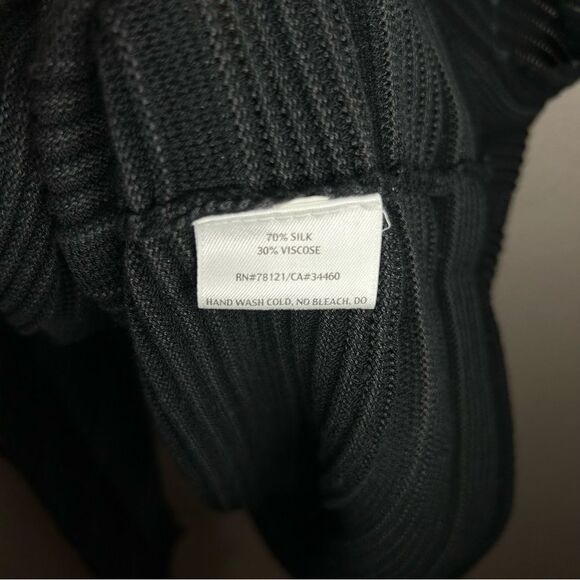 70% SILK
30% VISCOSE
RN#78121/CA#34460
HAND WASH COLD, NO BLEACH, DO